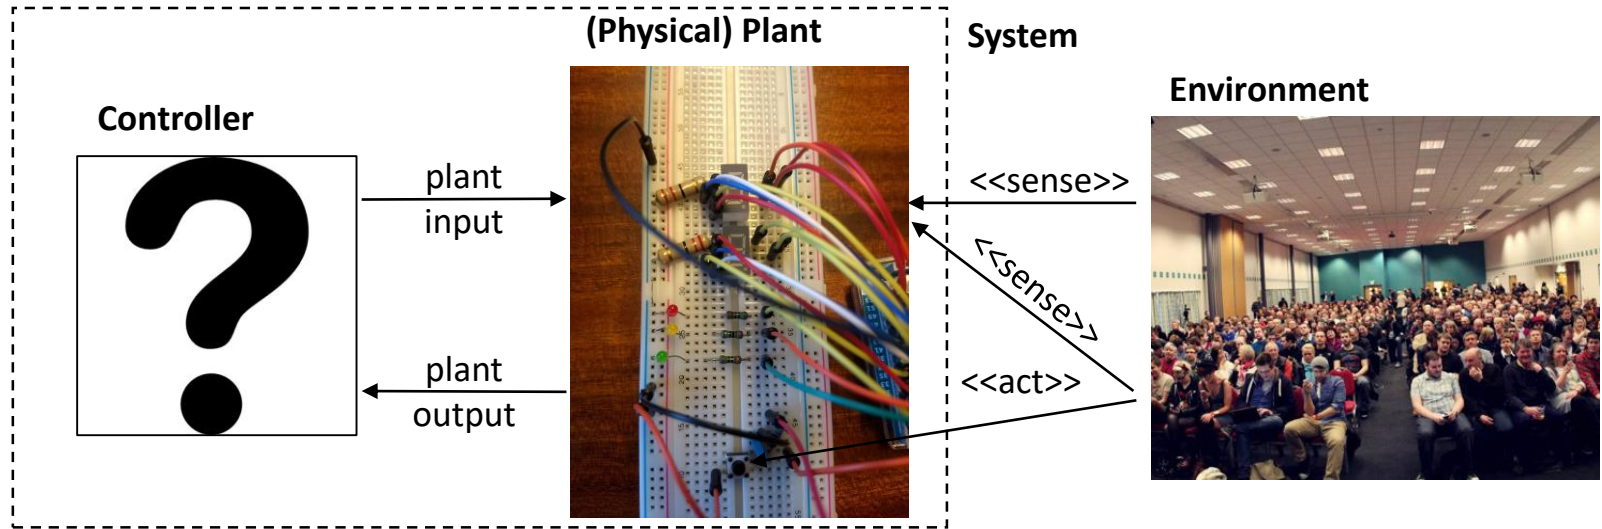 (Physical) Plant
System
Environment
Controller
plant
input
<<sense>>
<<sense>>
plant
output
<<act>>